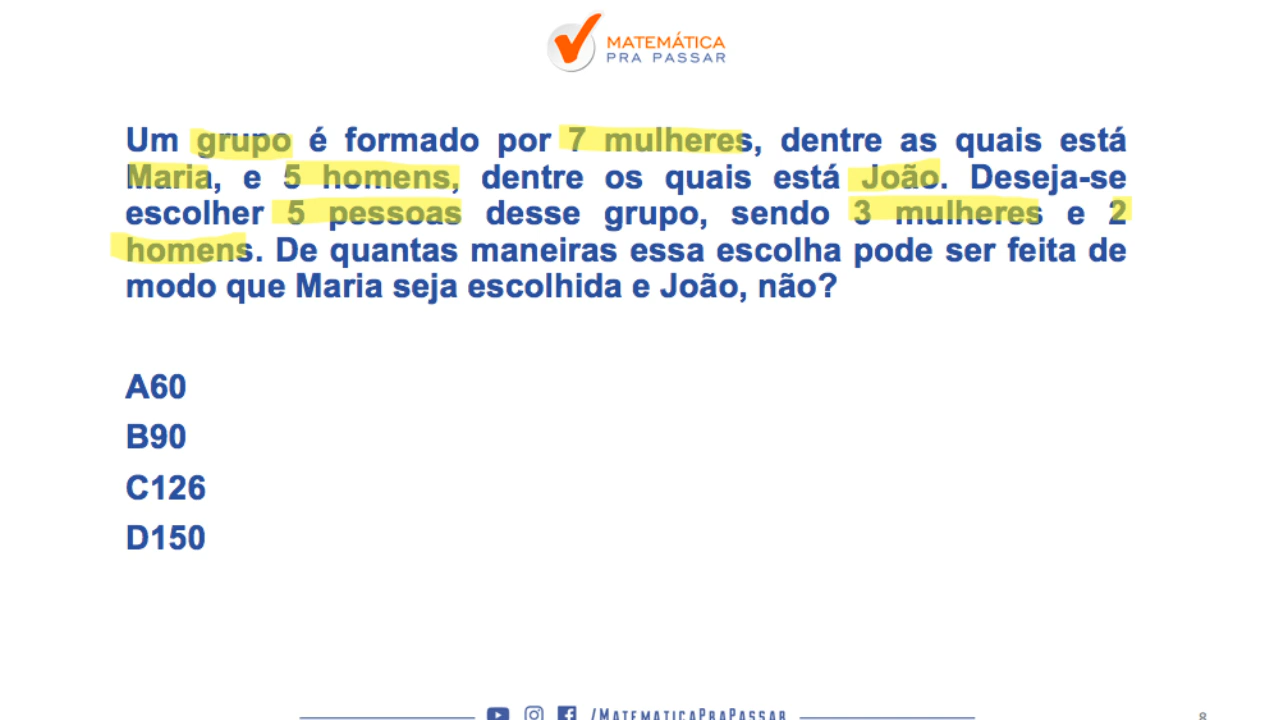 MATEMÁTICA
PRA PASSAR
Um grupo é formado por 7 mulheres, dentre as quais está
Maria, e 5 homens, dentre os quais está João. Deseja-se
escolher 5 pessoas desse grupo, sendo 3 mulheres e 2
homens. De quantas maneiras essa escolha pode ser feita de
modo que Maria seja escolhida e João, não?
A60
B90
C126
D150
/MATEMATICAPRAPASSAR
8